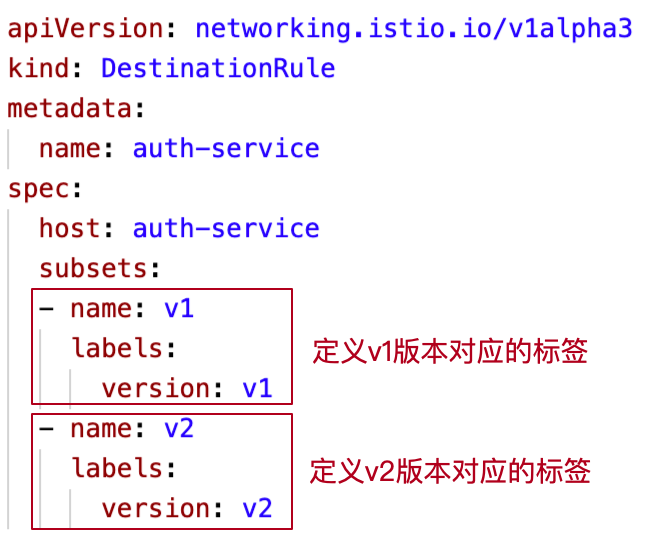 apiVersion: networking.istio.io/v1alpha3
kind: DestinationRule
metadata:
  name: auth-service
spec:
  host: auth-service
  subsets:
  - name: v1
    labels:
      version: v1
定义v1版本对应的标签
  - name: v2
    labels:
      version: v2
定义v2版本对应的标签